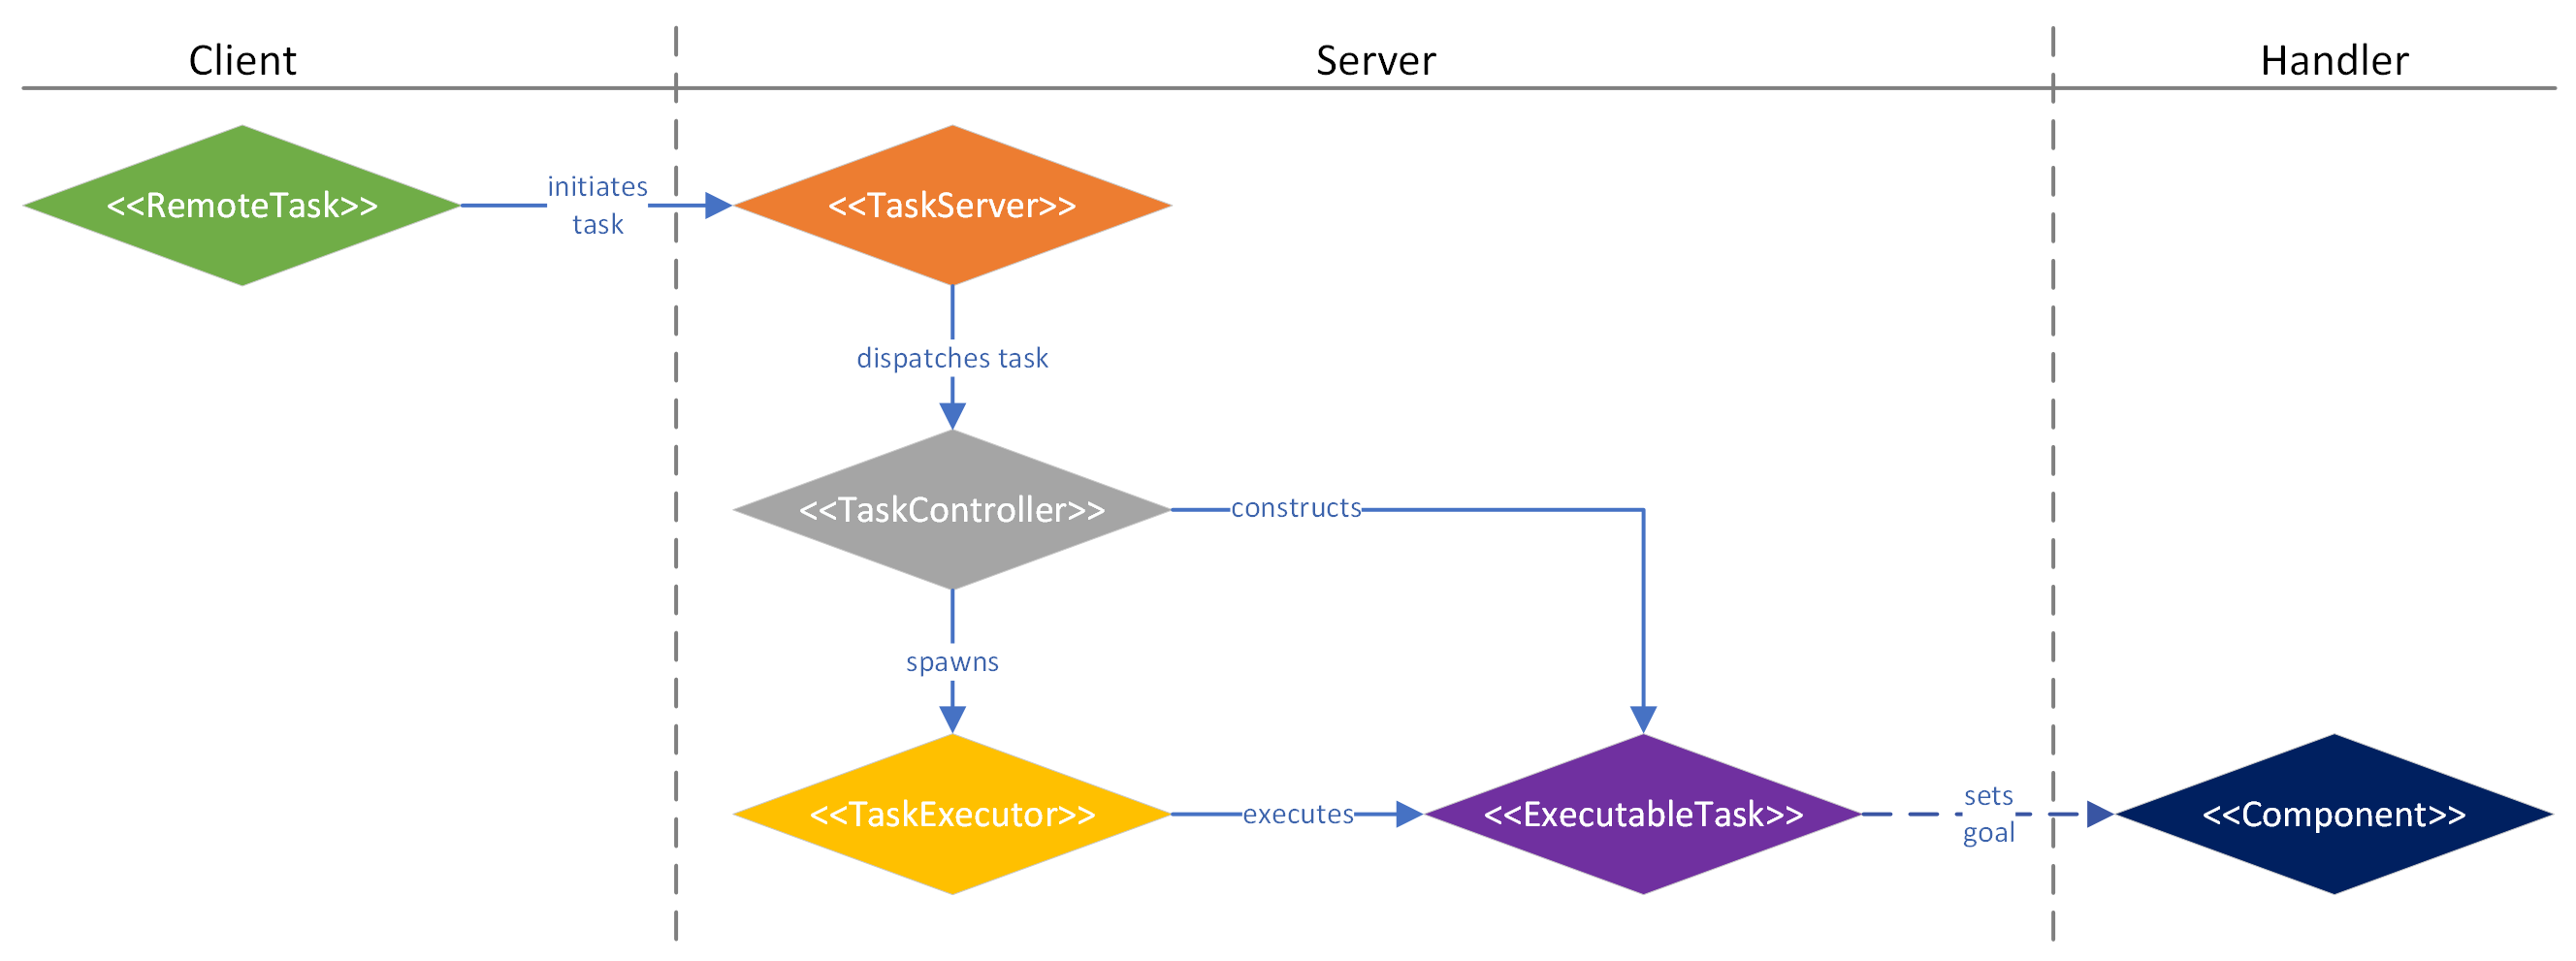 Client
Server
Handler
<<RemoteTask>>
initiates
task
<<TaskServer>>
dispatches task
<<TaskController>>
constructs
spawns
<<TaskExecutor>>
executes
<<ExecutableTask>>
sets
goal
<<Component>>